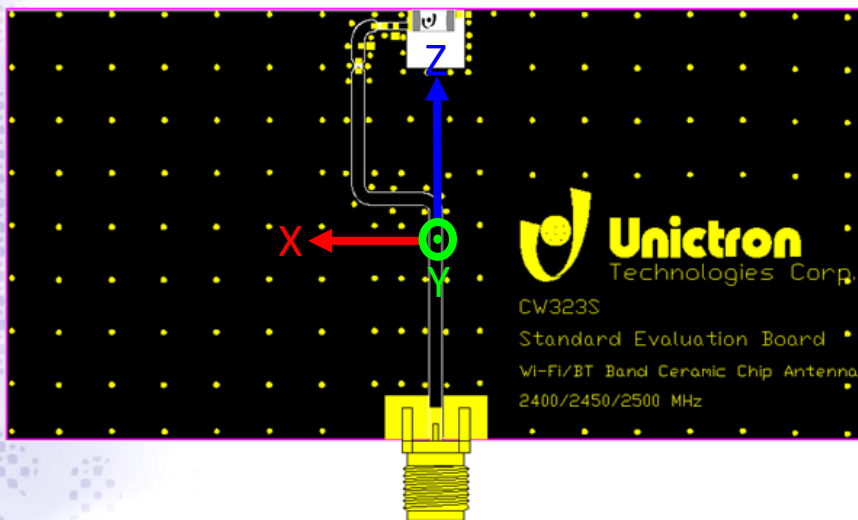 Z
X
Y
Unictron
Technologies Corp.
CW323S
Standard Evaluation Board
Wi-Fi/BT Band Ceramic Chip Antenna
2400/2450/2500 MHz